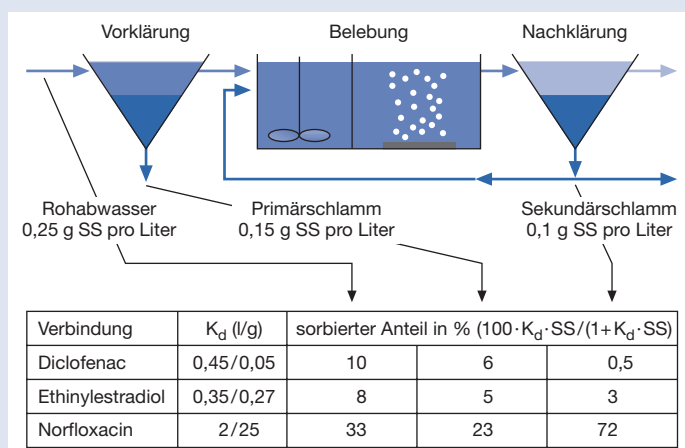 Vorklärung Belebung Nachklärung
Rohabwasser Primärschlamm Sekundärschlamm
0,25 g SS pro Liter 0,15 g SS pro Liter 0,1 g SS pro Liter
Verbindung K_d (l/g) sorbierter Anteil in % (100·K_d·SS/(1+K_d·SS)
Diclofenac 0,45/0,05 10 6 0,5
Ethinylestradiol 0,35/0,27 8 5 3
Norfloxacin 2/25 33 23 72